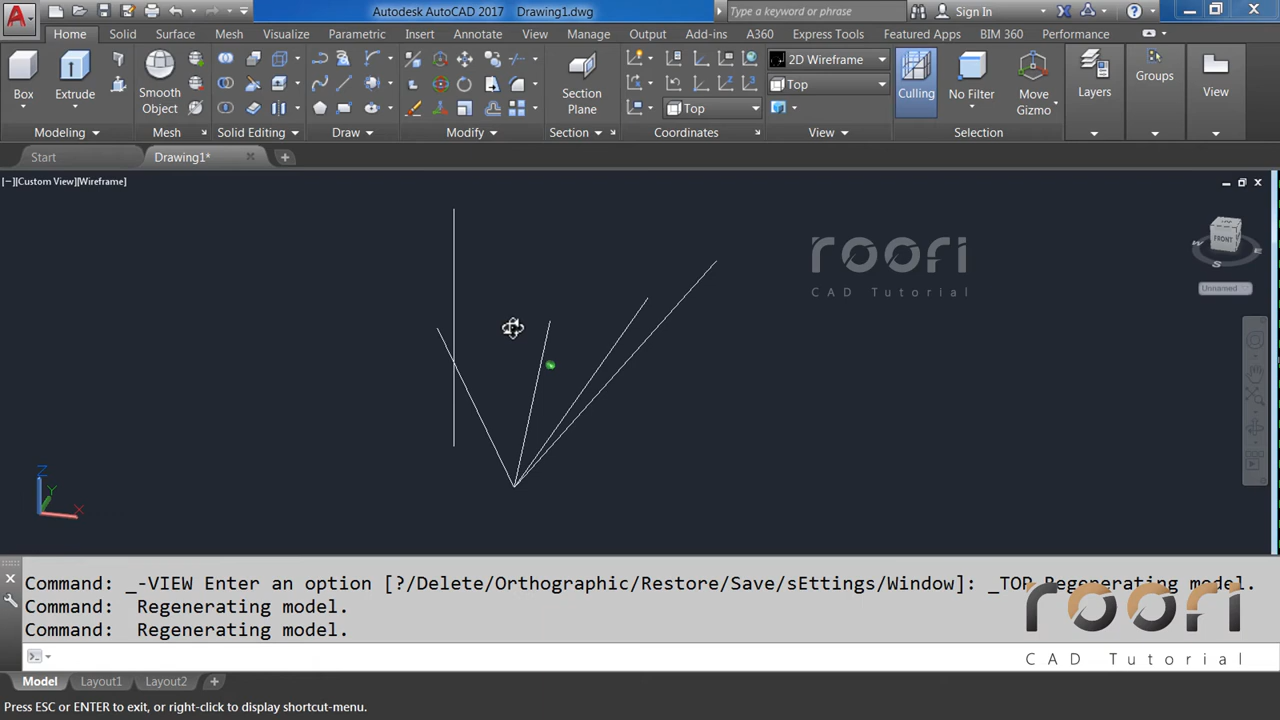 Autodesk AutoCAD 2017 Drawing1.dwg
Type a keyword or phrase
Sign In
Home Solid Surface Mesh Visualize Parametric Insert Annotate View Manage Output Add-ins A360 Express Tools Featured Apps BIM 360 Performance
Box
Extrude
Smooth
Object
Section
Plane
2D Wireframe
Top
Top
Culling
No Filter
Move
Gizmo
Layers
Groups
View
Modeling
Mesh
Solid Editing
Draw
Modify
Section
Coordinates
View
Selection
Start
Drawing1*
[−][Custom View][Wireframe]
roofi
CAD Tutorial
FRONT
W
S
E
Unnamed
Z
Y
X
Command: _-VIEW Enter an option [?/Delete/Orthographic/Restore/Save/sEttings/Window]: _TOP Regenerating model.
Command: Regenerating model.
Command: Regenerating model.
roofi
CAD Tutorial
Model Layout1 Layout2
Press ESC or ENTER to exit, or right-click to display shortcut-menu.